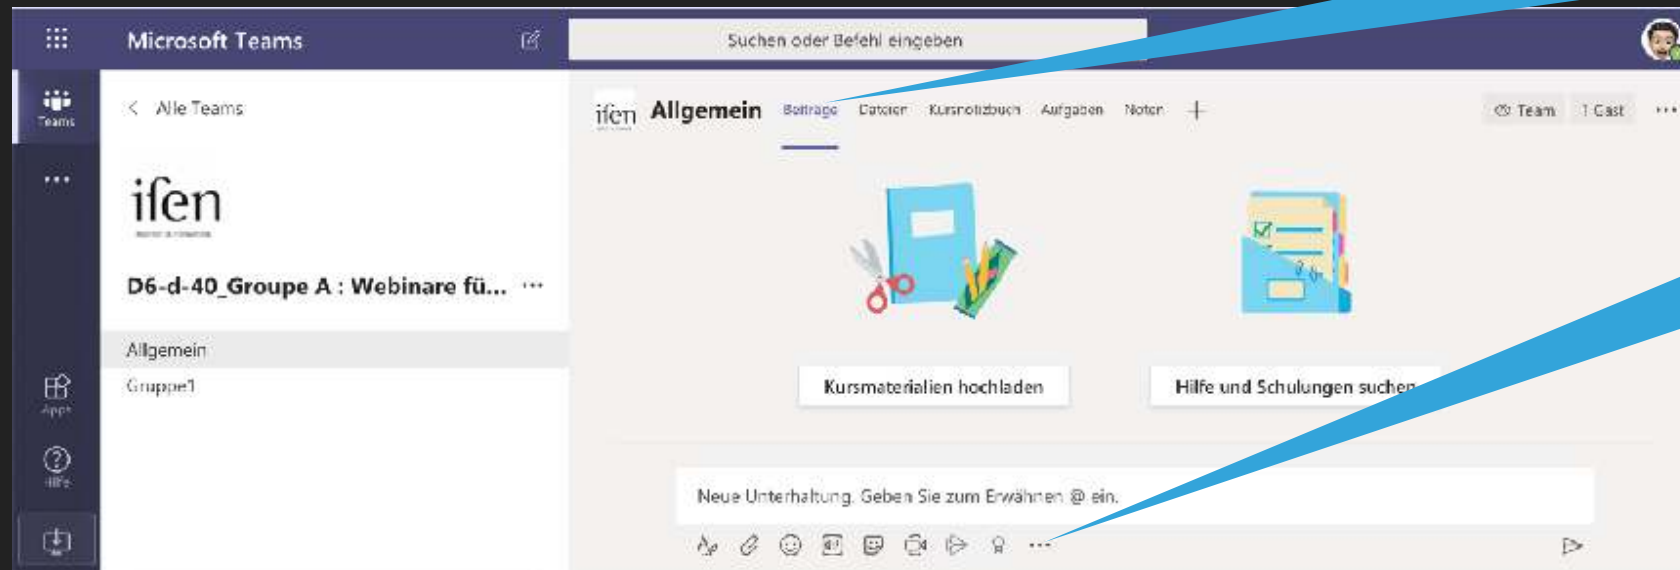 Microsoft Teams
Suchen oder Befehl eingeben
Teams
< Alle Teams
ifen
Allgemein
Beiträge
Dateien
Kursnotizbuch
Aufgaben
Noten
+
Team
1 Gast
ifen
D6-d-40_Groupe A : Webinare fü... ···
Allgemein
Gruppe1
Kursmaterialien hochladen
Hilfe und Schulungen suchen
Apps
Hilfe
Neue Unterhaltung. Geben Sie zum Erwähnen @ ein.